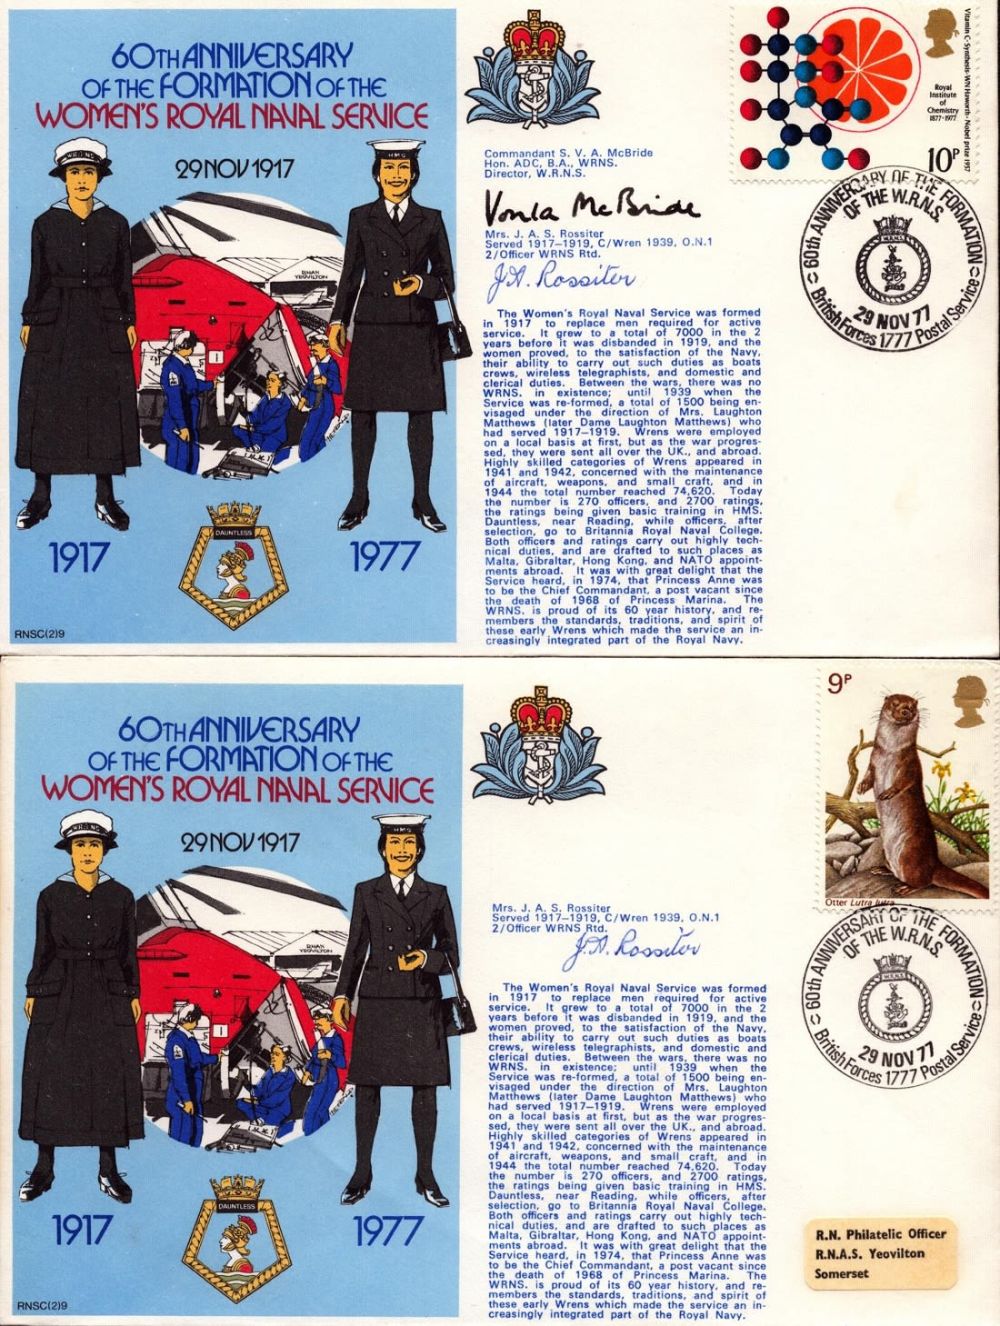 60TH ANNIVERSARY
OF THE FORMATION OF THE
WOMEN'S ROYAL NAVAL SERVICE
29 NOV 1917
H.M.S.
RNAY
YEOVILTON
1917
1977
DAUNTLESS
RNSC(2)9
Commandant S. V. A. McBride
Hon. ADC, B.A., WRNS.
Director, W.R.N.S.
Vonla McBride
Mrs. J. A. S. Rossiter
Served 1917–1919, C/Wren 1939, O.N.1
2/Officer WRNS Rtd.
J.A. Rossiter
The Women's Royal Naval Service was formed
in 1917 to replace men required for active
service. It grew to a total of 7000 in the 2
years before it was disbanded in 1919, and the
women proved, to the satisfaction of the Navy,
their ability to carry out such duties as boats
crews, wireless telegraphists, and domestic and
clerical duties. Between the wars, there was no
WRNS. in existence; until 1939 when the
Service was re-formed, a total of 1500 being en-
visaged under the direction of Mrs. Laughton
Matthews (later Dame Laughton Matthews) who
had served 1917–1919. Wrens were employed
on a local basis at first, but as the war progres-
sed, they were sent all over the UK., and abroad.
Highly skilled categories of Wrens appeared in
1941 and 1942, concerned with the maintenance
of aircraft, weapons, and small craft, and in
1944 the total number reached 74,620. Today
the number is 270 officers, and 2700 ratings,
the ratings being given basic training in HMS.
Dauntless, near Reading, while officers, after
selection, go to Britannia Royal Naval College.
Both officers and ratings carry out highly tech-
nical duties, and are drafted to such places as
Malta, Gibraltar, Hong Kong, and NATO appoint-
ments abroad. It was with great delight that the
Service heard, in 1974, that Princess Anne was
to be the Chief Commandant, a post vacant since
the death of 1968 of Princess Marina. The
WRNS. is proud of its 60 year history, and re-
members the standards, traditions, and spirit of
these early Wrens which made the service an in-
creasingly integrated part of the Royal Navy.
Vitamin C-Synthesis-WN Haworth-Nobel prize 1937
Royal
Institute
of
Chemistry
1877-1977
10P
60th ANNIVERSARY OF THE FORMATION
OF THE W.R.N.S.
29 NOV 77
British Forces 1777 Postal Service
60TH ANNIVERSARY
OF THE FORMATION OF THE
WOMEN'S ROYAL NAVAL SERVICE
29 NOV 1917
H.M.S.
RNAY
YEOVILTON
1917
1977
DAUNTLESS
RNSC(2)9
Mrs. J. A. S. Rossiter
Served 1917–1919, C/Wren 1939, O.N.1
2/Officer WRNS Rtd.
J.A. Rossiter
The Women's Royal Naval Service was formed
in 1917 to replace men required for active
service. It grew to a total of 7000 in the 2
years before it was disbanded in 1919, and the
women proved, to the satisfaction of the Navy,
their ability to carry out such duties as boats
crews, wireless telegraphists, and domestic and
clerical duties. Between the wars, there was no
WRNS. in existence; until 1939 when the
Service was re-formed, a total of 1500 being en-
visaged under the direction of Mrs. Laughton
Matthews (later Dame Laughton Matthews) who
had served 1917–1919. Wrens were employed
on a local basis at first, but as the war progres-
sed, they were sent all over the UK., and abroad.
Highly skilled categories of Wrens appeared in
1941 and 1942, concerned with the maintenance
of aircraft, weapons, and small craft, and in
1944 the total number reached 74,620. Today
the number is 270 officers, and 2700 ratings,
the ratings being given basic training in HMS.
Dauntless, near Reading, while officers, after
selection, go to Britannia Royal Naval College.
Both officers and ratings carry out highly tech-
nical duties, and are drafted to such places as
Malta, Gibraltar, Hong Kong, and NATO appoint-
ments abroad. It was with great delight that the
Service heard, in 1974, that Princess Anne was
to be the Chief Commandant, a post vacant since
the death of 1968 of Princess Marina. The
WRNS. is proud of its 60 year history, and re-
members the standards, traditions, and spirit of
these early Wrens which made the service an in-
creasingly integrated part of the Royal Navy.
9P
Otter Lutra lutra
60th ANNIVERSARY OF THE FORMATION
OF THE W.R.N.S.
29 NOV 77
British Forces 1777 Postal Service
R.N. Philatelic Officer
R.N.A.S. Yeovilton
Somerset